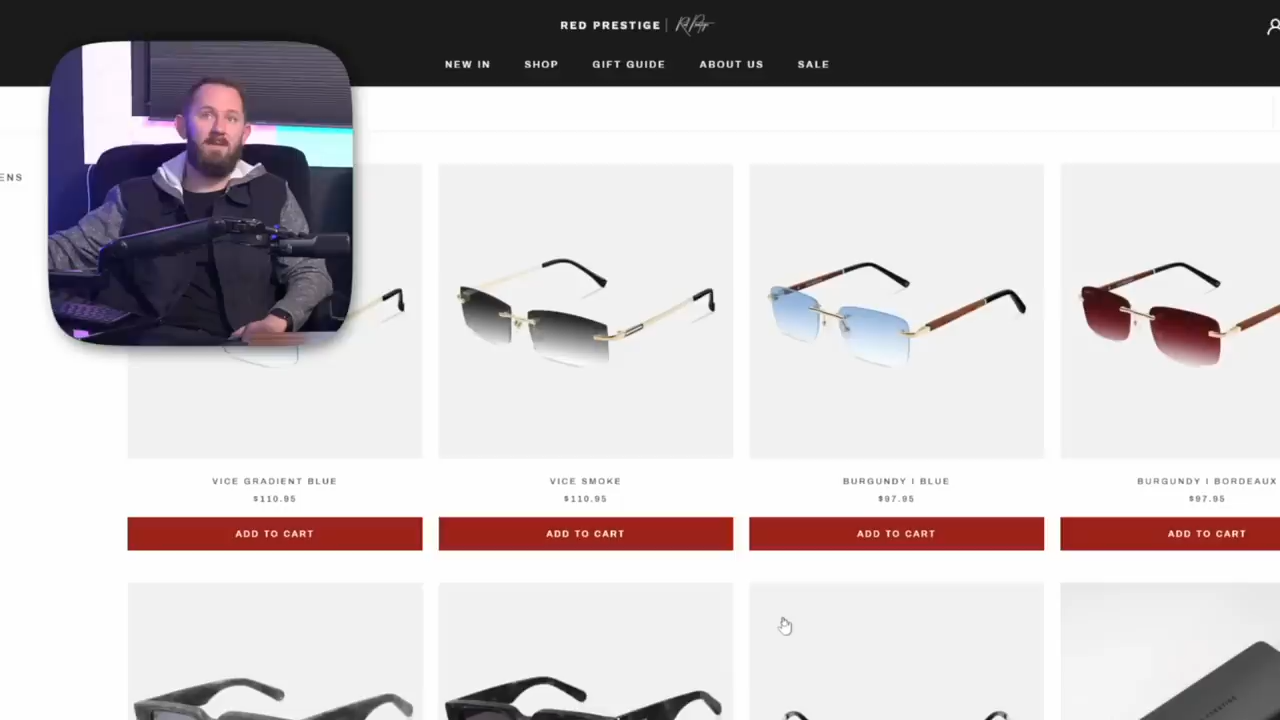 RED PRESTIGE | Red Prestige
NEW IN SHOP GIFT GUIDE ABOUT US SALE
ENS
VICE GRADIENT BLUE
$110.95
ADD TO CART
VICE SMOKE
$110.95
ADD TO CART
BURGUNDY I BLUE
$97.95
ADD TO CART
BURGUNDY I BORDEAUX
$97.95
ADD TO CART